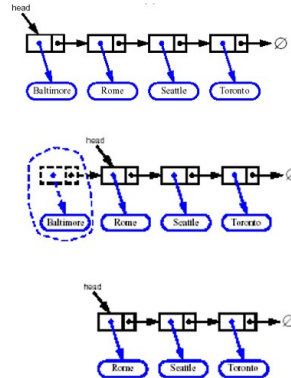 head
∅
Baltimore Rome Seattle Toronto
head
∅
Baltimore Rome Seattle Toronto
head
∅
Rome Seattle Toronto